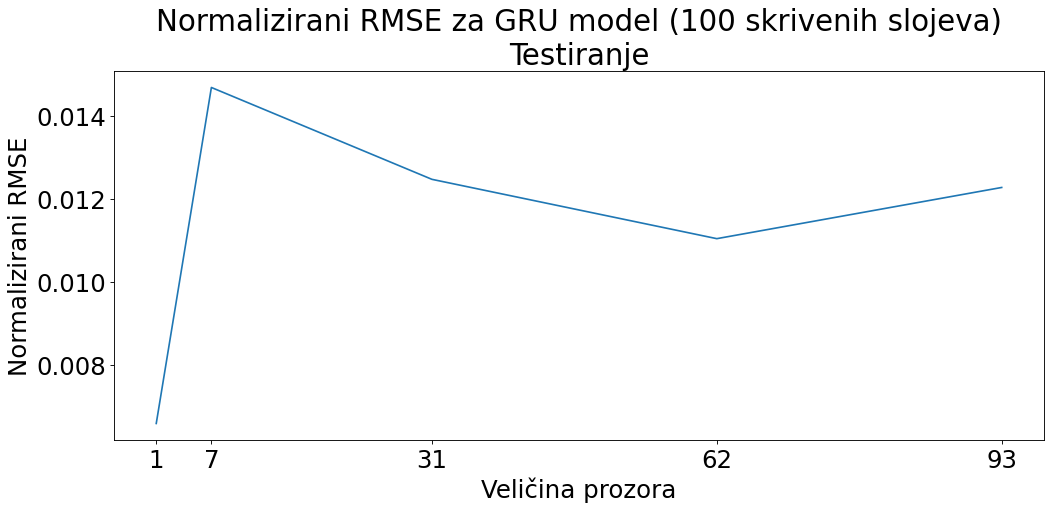 Normalizirani RMSE za GRU model (100 skrivenih slojeva)
Testiranje
Normalizirani RMSE
0.014
0.012
0.010
0.008
1 7 31 62 93
Veličina prozora